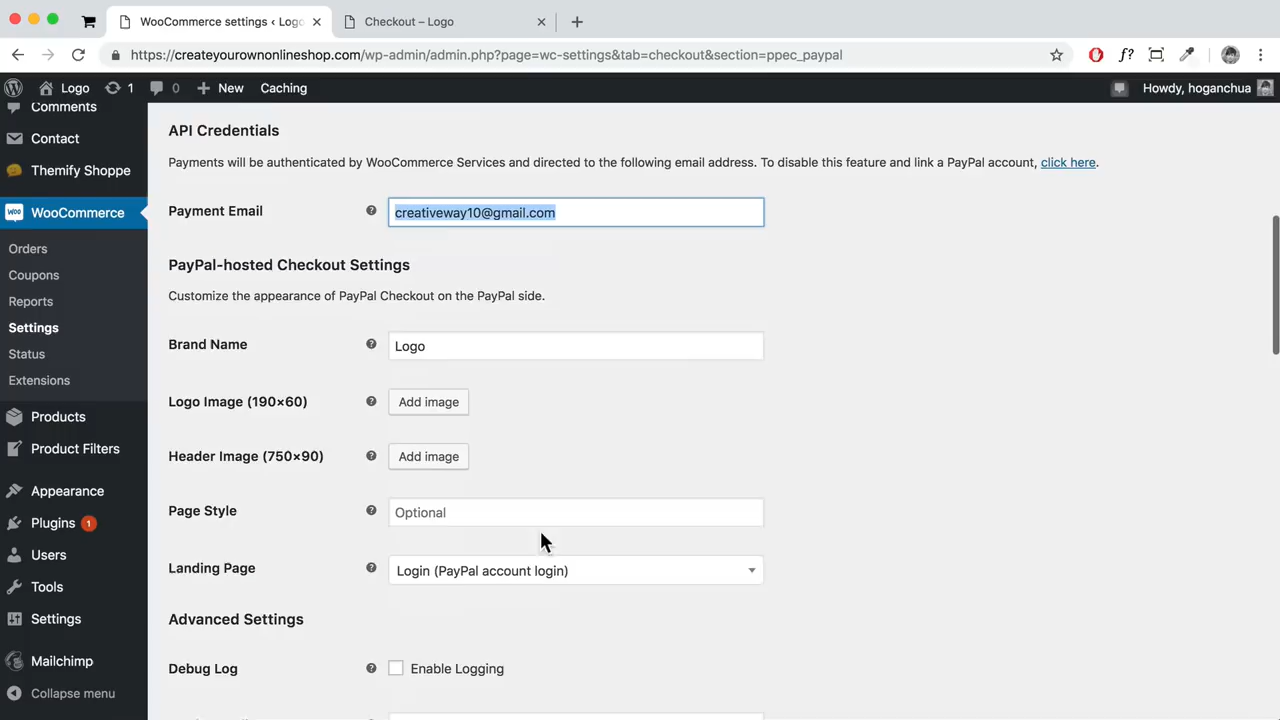 WooCommerce settings ‹ Logo
Checkout – Logo
https://createyourownonlineshop.com/wp-admin/admin.php?page=wc-settings&tab=checkout&section=ppec_paypal
f?
Logo
1
0
New
Caching
Howdy, hoganchua
Comments
Contact
Themify Shoppe
WOO
WooCommerce
Orders
Coupons
Reports
Settings
Status
Extensions
Products
Product Filters
Appearance
Plugins 1
Users
Tools
Settings
Mailchimp
Collapse menu
API Credentials
Payments will be authenticated by WooCommerce Services and directed to the following email address. To disable this feature and link a PayPal account, click here.
Payment Email
creativeway10@gmail.com
PayPal-hosted Checkout Settings
Customize the appearance of PayPal Checkout on the PayPal side.
Brand Name
Logo
Logo Image (190×60)
Add image
Header Image (750×90)
Add image
Page Style
Optional
Landing Page
Login (PayPal account login)
Advanced Settings
Debug Log
Enable Logging